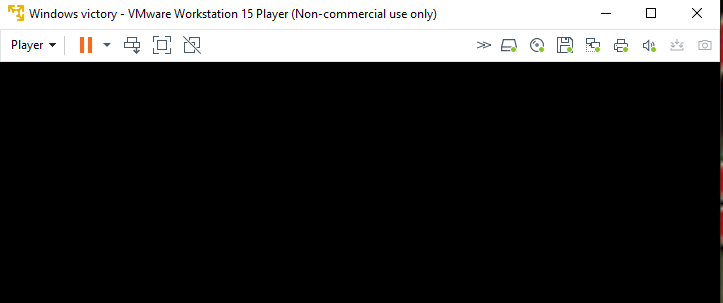 Windows victory - VMware Workstation 15 Player (Non-commercial use only)
Player